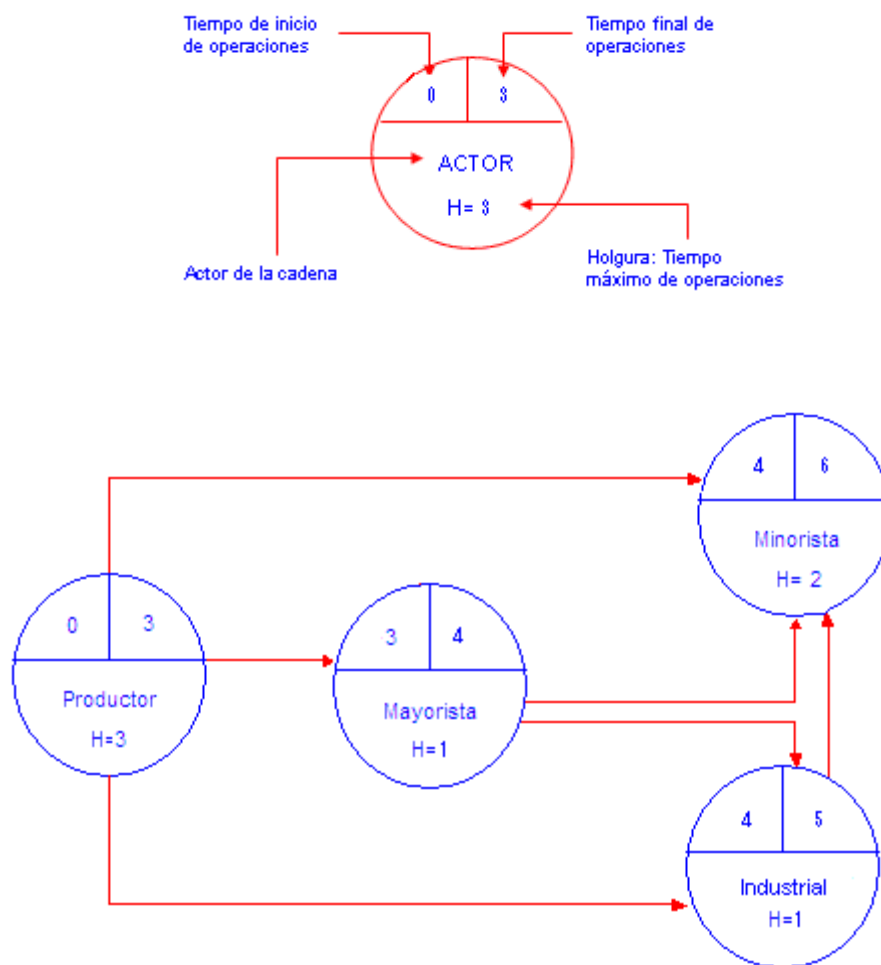 Tiempo de inicio
de operaciones
Tiempo final de
operaciones
0 3
ACTOR
H= 3
Actor de la cadena
Holgura: Tiempo
máximo de operaciones
4 6
Minorista
H= 2
0 3
Productor
H=3
3 4
Mayorista
H=1
4 5
Industrial
H=1